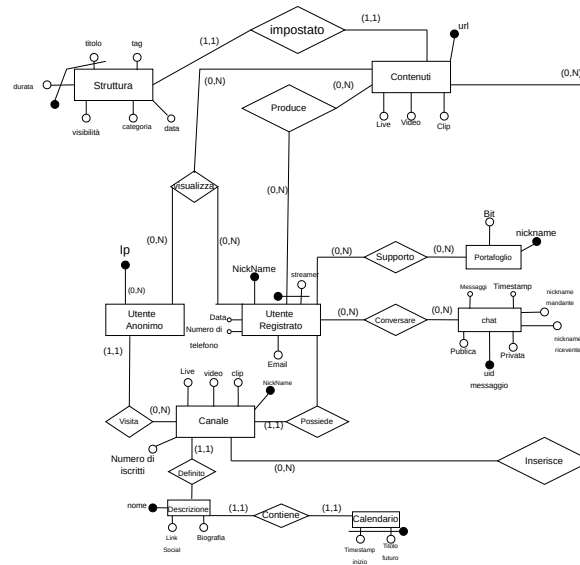 impostato
(1,1)
(1,1)
url
titolo
tag
durata
Struttura
visibilità
categoria
data
(0,N)
(0,N)
Contenuti
(0,N)
Produce
Live
Video
Clip
visualizza
(0,N)
(0,N)
(0,N)
Ip
(0,N)
NickName
streamer
(0,N)
Supporto
(0,N)
Bit
nickname
Portafoglio
Utente
Anonimo
Data
Numero di
telefono
Utente
Registrato
Email
(0,N)
Conversare
(0,N)
Messaggi
Timestamp
nickname
mandante
chat
nickname
ricevente
Publica
Privata
uid
messaggio
(1,1)
Visita
(0,N)
Live
video
clip
NickName
Canale
(1,1)
Possiede
Numero di
iscritti
(1,1)
Definito
(0,N)
Inserisce
nome
Descrizione
Link
Social
Biografia
(1,1)
Contiene
(1,1)
Calendario
Timestamp
inizio
Titolo
futuro